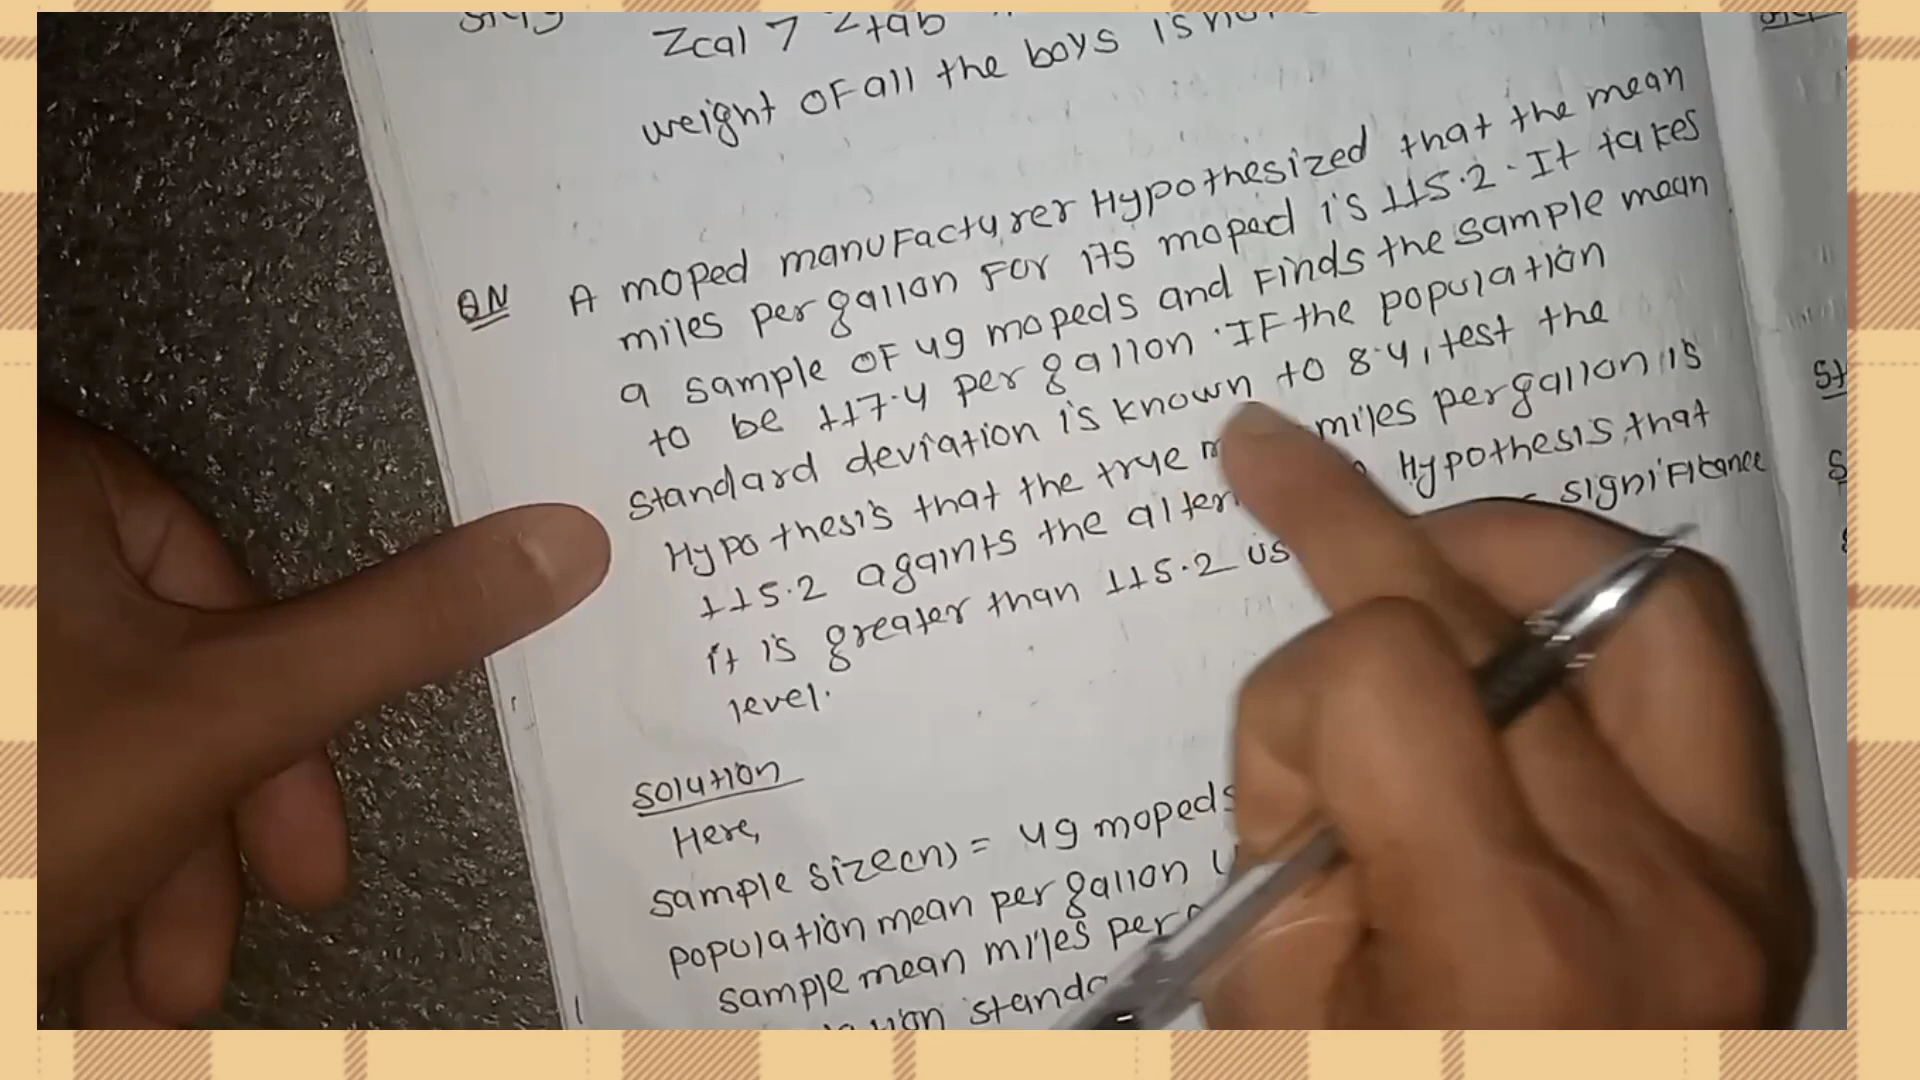 Zcal > Ztab
weight of all the boys is
QN A moped manufacturer Hypothesized that the mean
miles per gallon for 175 moped is 115.2. It takes
a sample of 49 mopeds and finds the sample mean
to be 117.4 per gallon. If the population
standard deviation is known to 8.4, test the
Hypothesis that the true miles per gallon is
115.2 againts the Hypothesis that
it is greater than 115.2 significance
level.
Solution
Here,
sample size(n) = 49 mopeds
population mean per gallon
sample mean miles per